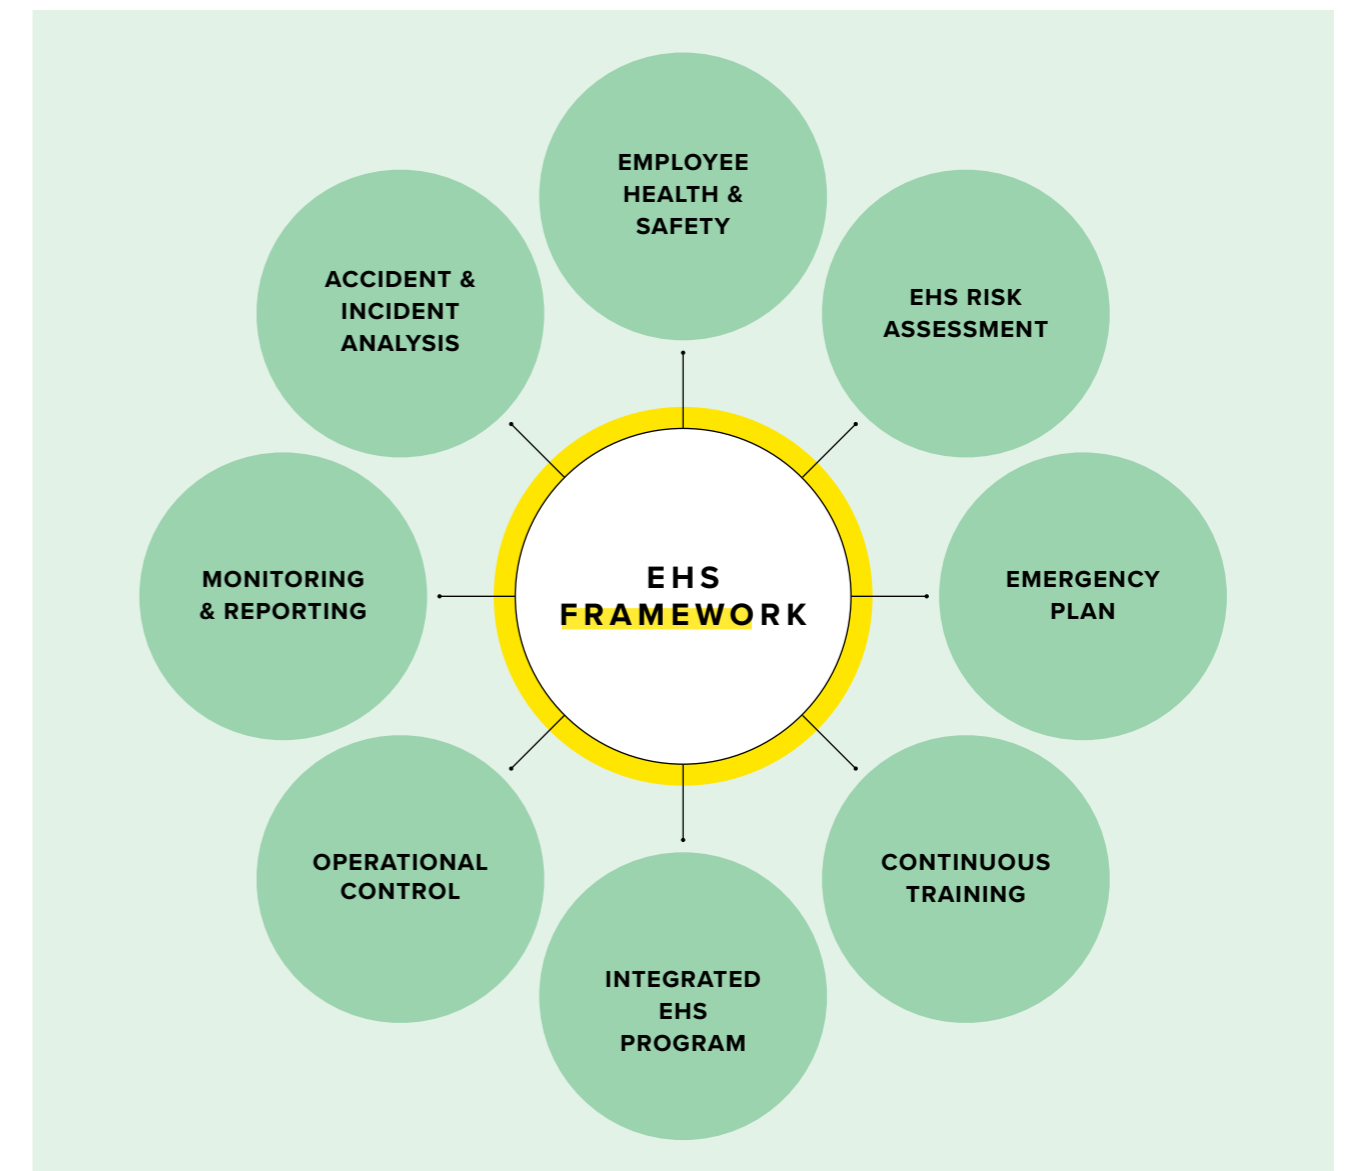 EMPLOYEE
HEALTH &
SAFETY
EHS RISK
ASSESSMENT
EMERGENCY
PLAN
CONTINUOUS
TRAINING
INTEGRATED
EHS
PROGRAM
OPERATIONAL
CONTROL
MONITORING
& REPORTING
ACCIDENT &
INCIDENT
ANALYSIS
EHS
FRAMEWORK